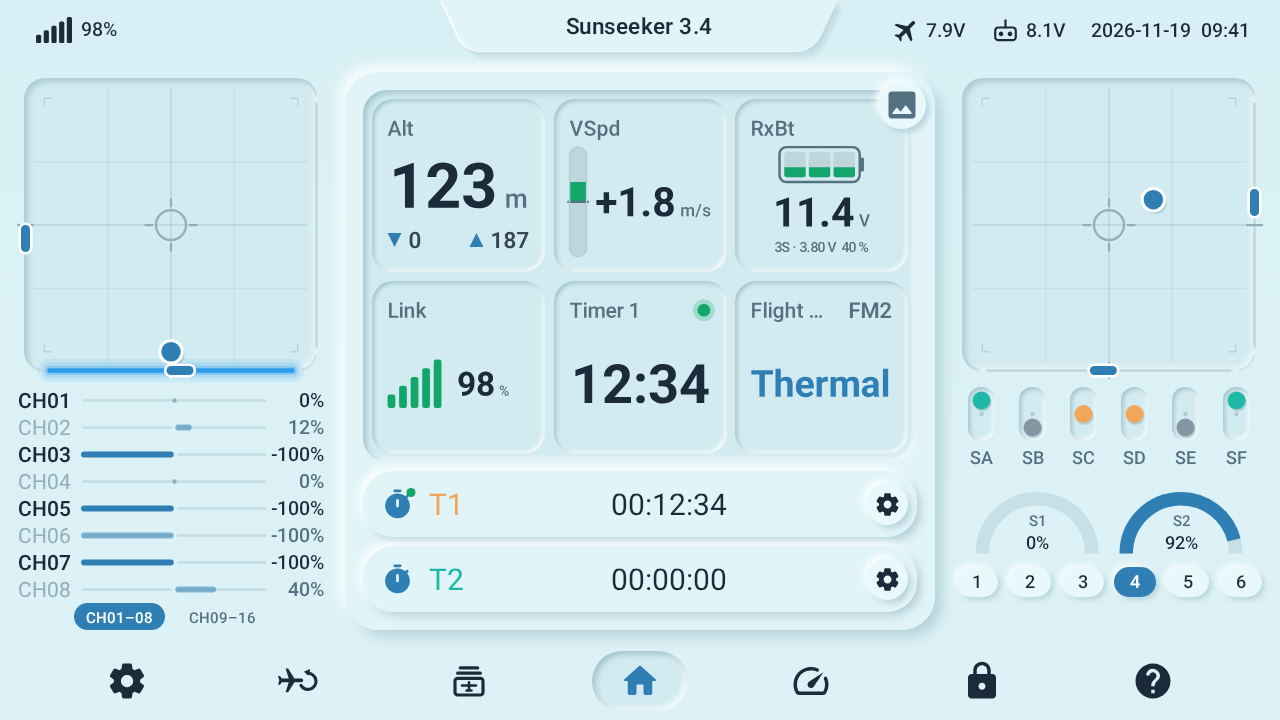 98%
Sunseeker 3.4
7.9V
8.1V
2026-11-19 09:41
Alt
123 m
▼ 0 ▲ 187
VSpd
+1.8 m/s
RxBt
11.4 V
3S · 3.80 V 40 %
Link
98 %
Timer 1
12:34
Flight ... FM2
Thermal
T1 00:12:34
T2 00:00:00
CH01 0%
CH02 12%
CH03 -100%
CH04 0%
CH05 -100%
CH06 -100%
CH07 -100%
CH08 40%
CH01–08 CH09–16
SA SB SC SD SE SF
S1
0%
S2
92%
1 2 3 4 5 6